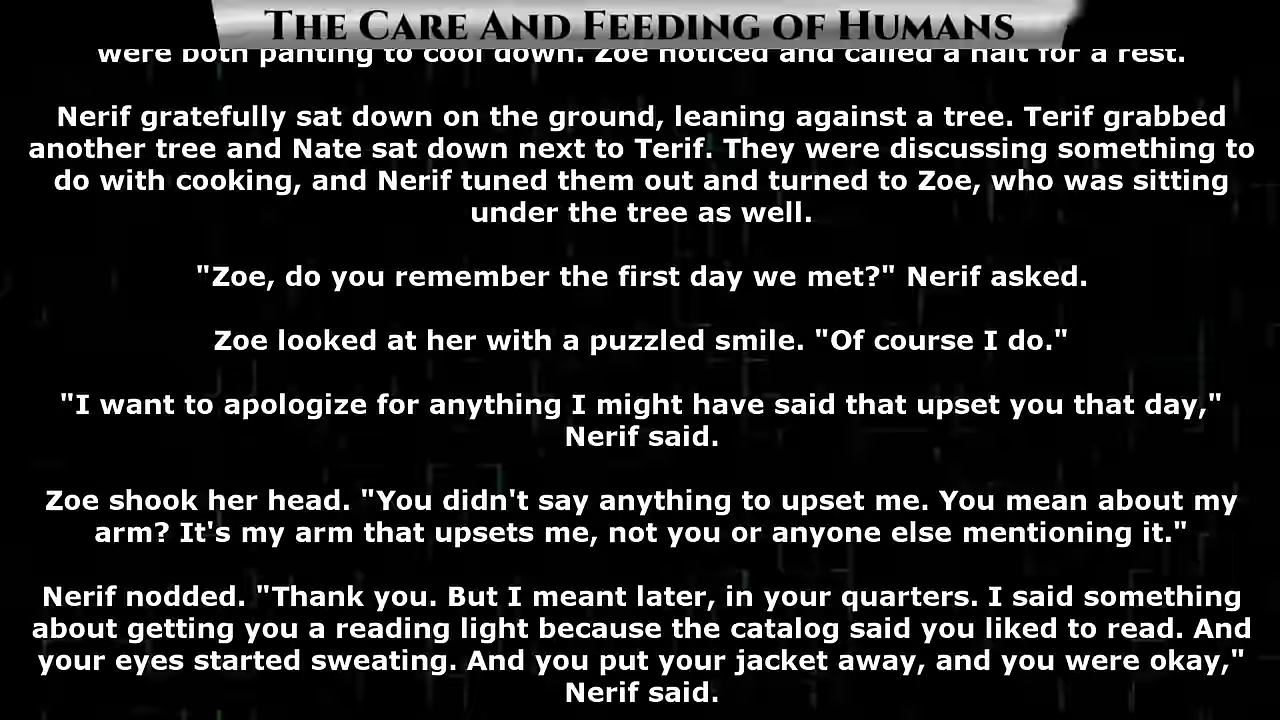 THE CARE AND FEEDING OF HUMANS
were both panting to cool down. Zoe noticed and called a halt for a rest.
Nerif gratefully sat down on the ground, leaning against a tree. Terif grabbed
another tree and Nate sat down next to Terif. They were discussing something to
do with cooking, and Nerif tuned them out and turned to Zoe, who was sitting
under the tree as well.
"Zoe, do you remember the first day we met?" Nerif asked.
Zoe looked at her with a puzzled smile. "Of course I do."
"I want to apologize for anything I might have said that upset you that day,"
Nerif said.
Zoe shook her head. "You didn't say anything to upset me. You mean about my
arm? It's my arm that upsets me, not you or anyone else mentioning it."
Nerif nodded. "Thank you. But I meant later, in your quarters. I said something
about getting you a reading light because the catalog said you liked to read. And
your eyes started sweating. And you put your jacket away, and you were okay,"
Nerif said.